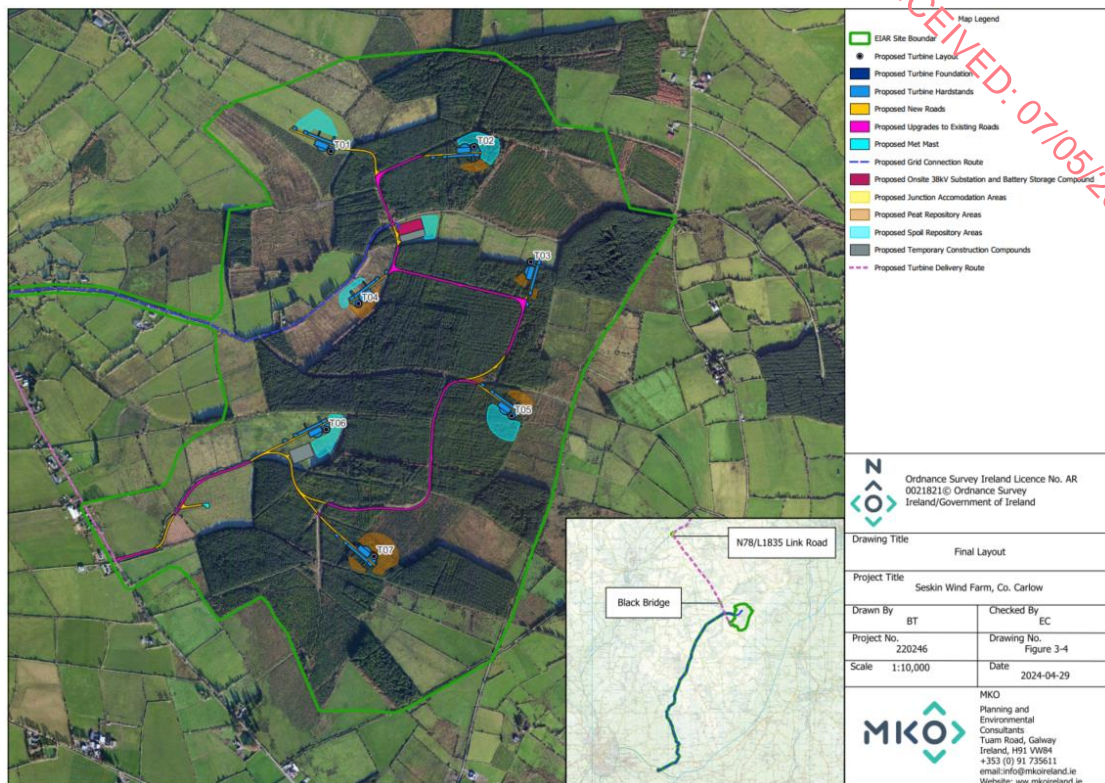 RECEIVED: 07/05/20
Map Legend
EIAR Site Boundar
Proposed Turbine Layout
Proposed Turbine Foundation
Proposed Turbine Hardstands
Proposed New Roads
Proposed Upgrades to Existing Roads
Proposed Met Mast
Proposed Grid Connection Route
Proposed Onsite 38kV Substation and Battery Storage Compound
Proposed Junction Accomodation Areas
Proposed Peat Repository Areas
Proposed Spoil Repository Areas
Proposed Temporary Construction Compounds
Proposed Turbine Delivery Route
T01
T02
T03
T04
T05
T06
T07
N78/L1835 Link Road
Black Bridge
N
Ordnance Survey Ireland Licence No. AR
0021821© Ordnance Survey
Ireland/Government of Ireland
Drawing Title
Final Layout
Project Title
Seskin Wind Farm, Co. Carlow
Drawn By
BT
Checked By
EC
Project No.
220246
Drawing No.
Figure 3-4
Scale 1:10,000
Date
2024-04-29
MKO
MKO
Planning and
Environmental
Consultants
Tuam Road, Galway
Ireland, H91 VW84
+353 (0) 91 735611
email:info@mkoireland.ie
Website: ww.mkoireland.ie